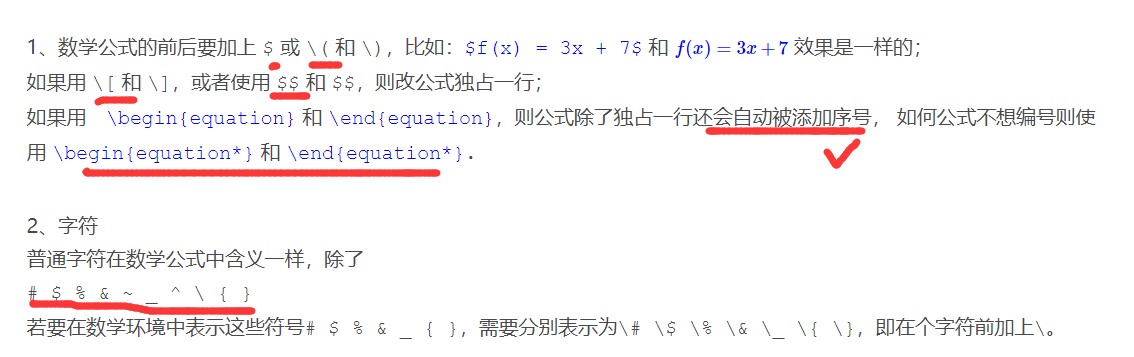 1、数学公式的前后要加上 $ 或 \( 和 \)，比如：$f(x) = 3x + 7$ 和 f(x) = 3x + 7 效果是一样的；
如果用 \[ 和 \]，或者使用 $$ 和 $$，则改公式独占一行；
如果用 \begin{equation} 和 \end{equation}，则公式除了独占一行还会自动被添加序号， 如何公式不想编号则使
用 \begin{equation*} 和 \end{equation*}.
2、字符
普通字符在数学公式中含义一样，除了
# $ % & ~ _ ^ \ { }
若要在数学环境中表示这些符号# $ % & _ { }，需要分别表示为\# \$ \% \& \_ \{ \}，即在个字符前加上\。